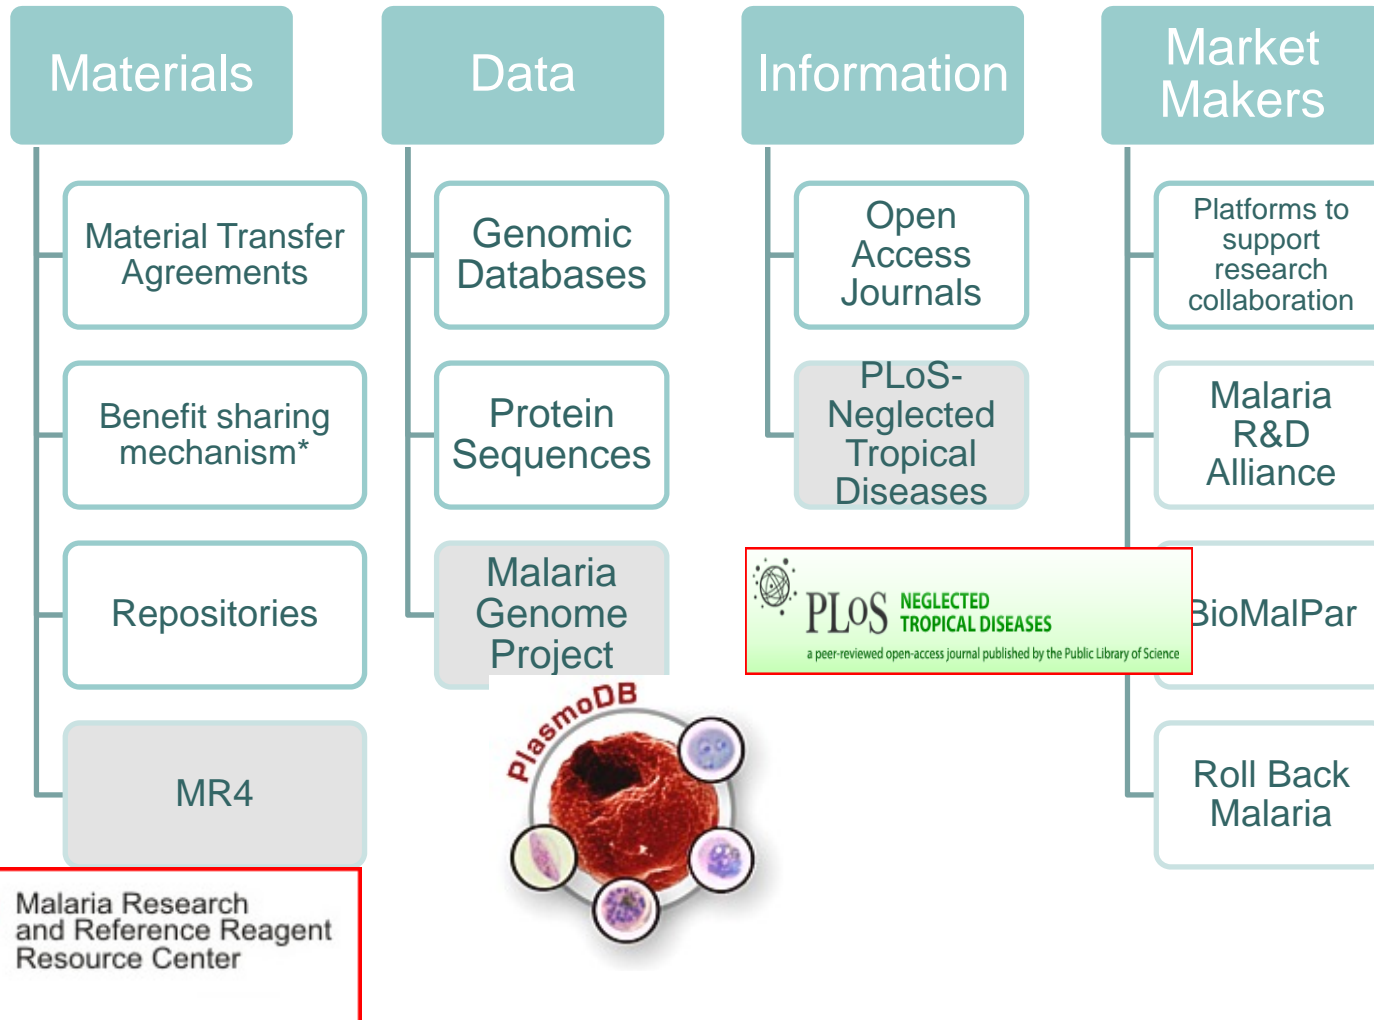 Materials
Material Transfer
Agreements
Benefit sharing
mechanism*
Repositories
MR4
Malaria Research
and Reference Reagent
Resource Center
Data
Genomic
Databases
Protein
Sequences
Malaria
Genome
Project
PlasmoDB
Information
Open
Access
Journals
PLoS-
Neglected
Tropical
Diseases
PLoS NEGLECTED
TROPICAL DISEASES
a peer-reviewed open-access journal published by the Public Library of Science
Market
Makers
Platforms to
support
research
collaboration
Malaria
R&D
Alliance
BioMalPar
Roll Back
Malaria